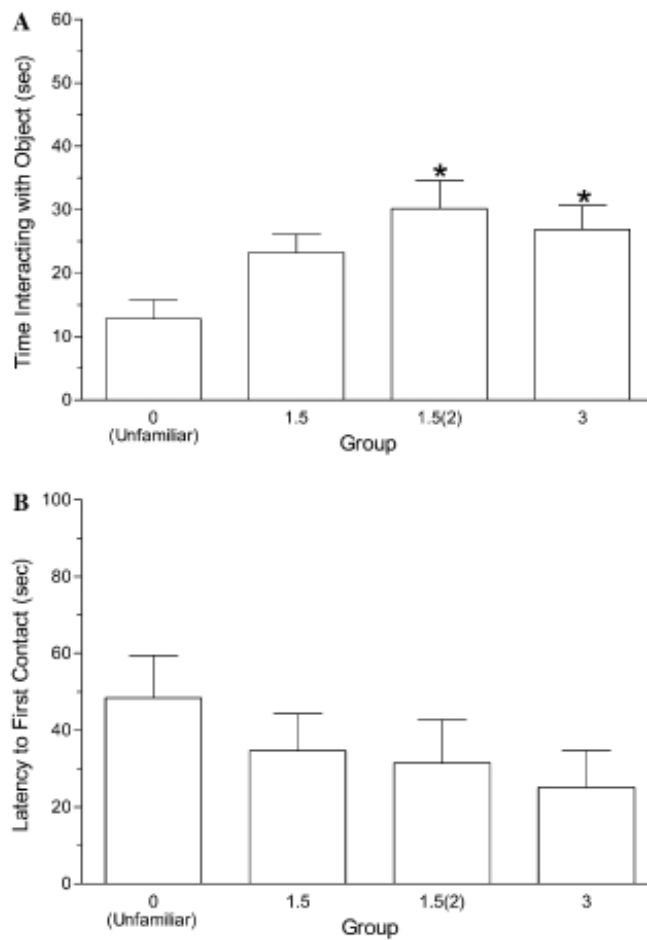 A
Time Interacting with Object (sec)
60
50
40
30
20
10
0
*
*
0
(Unfamiliar)
1.5
1.5(2)
3
Group
B
Latency to First Contact (sec)
100
80
60
40
20
0
0
(Unfamiliar)
1.5
1.5(2)
3
Group